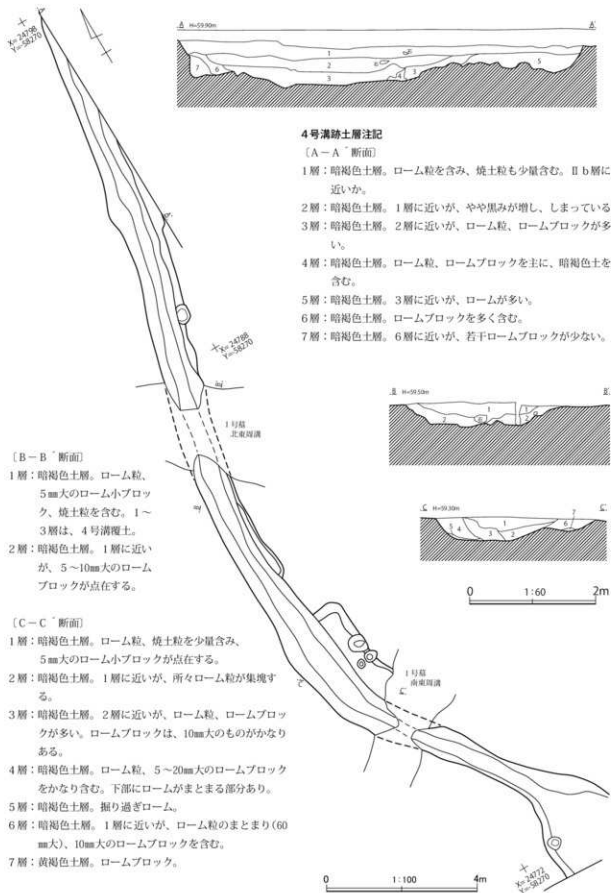 X=24798
Y=-58270
A H=59.90m A´
1
2
3
4
3
5
6
7
4号溝跡土層注記
〔A－A´断面〕
1層：暗褐色土層。ローム粒を含み、焼土粒も少量含む。Ⅱｂ層に
近いか。
2層：暗褐色土層。1層に近いが、やや黒みが増し、しまっている
3層：暗褐色土層。2層に近いが、ローム粒、ロームブロックが多
い。
4層：暗褐色土層。ローム粒、ロームブロックを主に、暗褐色土を
含む。
5層：暗褐色土層。3層に近いが、ロームが多い。
6層：暗褐色土層。ロームブロックを多く含む。
7層：暗褐色土層。6層に近いが、若干ロームブロックが少ない。
X=24788
Y=-58270
1号墓
北東周溝
B H=59.50m B´
1
2
1
2
C H=59.50m C´
1
2
3
4
5
6
7
0 1:60 2m
〔B－B´断面〕
1層：暗褐色土層。ローム粒、
5㎜大のローム小ブロッ
ク、焼土粒を含む。1～
3層は、4号溝覆土。
2層：暗褐色土層。1層に近い
が、5～10㎜大のローム
ブロックが点在する。
〔C－C´断面〕
1層：暗褐色土層。ローム粒、焼土粒を少量含み、
5㎜大のローム小ブロックが点在する。
2層：暗褐色土層。1層に近いが、所々ローム粒が集塊す
る。
3層：暗褐色土層。2層に近いが、ローム粒、ロームブロッ
クが多い。ロームブロックは、10㎜大のものがかなり
ある。
4層：暗褐色土層。ローム粒、5～20㎜大のロームブロック
をかなり含む。下部にロームがまとまる部分あり。
5層：暗褐色土層。掘り過ぎローム。
6層：暗褐色土層。1層に近いが、ローム粒のまとまり(60
㎜大)、10㎜大のロームブロックを含む。
7層：黄褐色土層。ロームブロック。
1号墓
南東周溝
X=24772
Y=-58270
0 1:100 4m